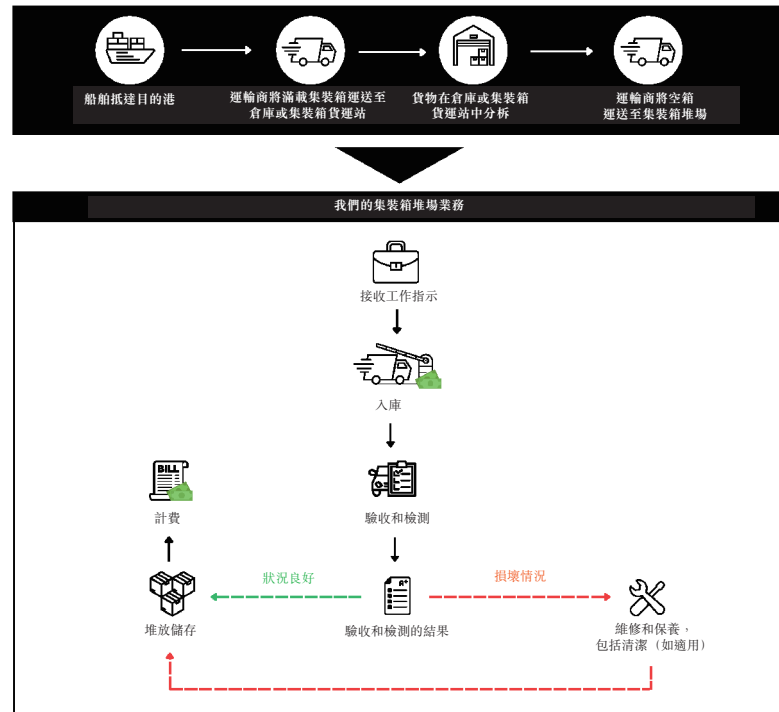 船舶抵達目的港
運輸商將滿載集裝箱運送至
倉庫或集裝箱貨運站
貨物在倉庫或集裝箱
貨運站中分柝
運輸商將空箱
運送至集裝箱堆場
我們的集裝箱堆場業務
接收工作指示
入庫
BILL
計費
驗收和檢測
狀況良好
A+
損壞情況
堆放儲存
驗收和檢測的結果
維修和保養，
包括清潔（如適用）